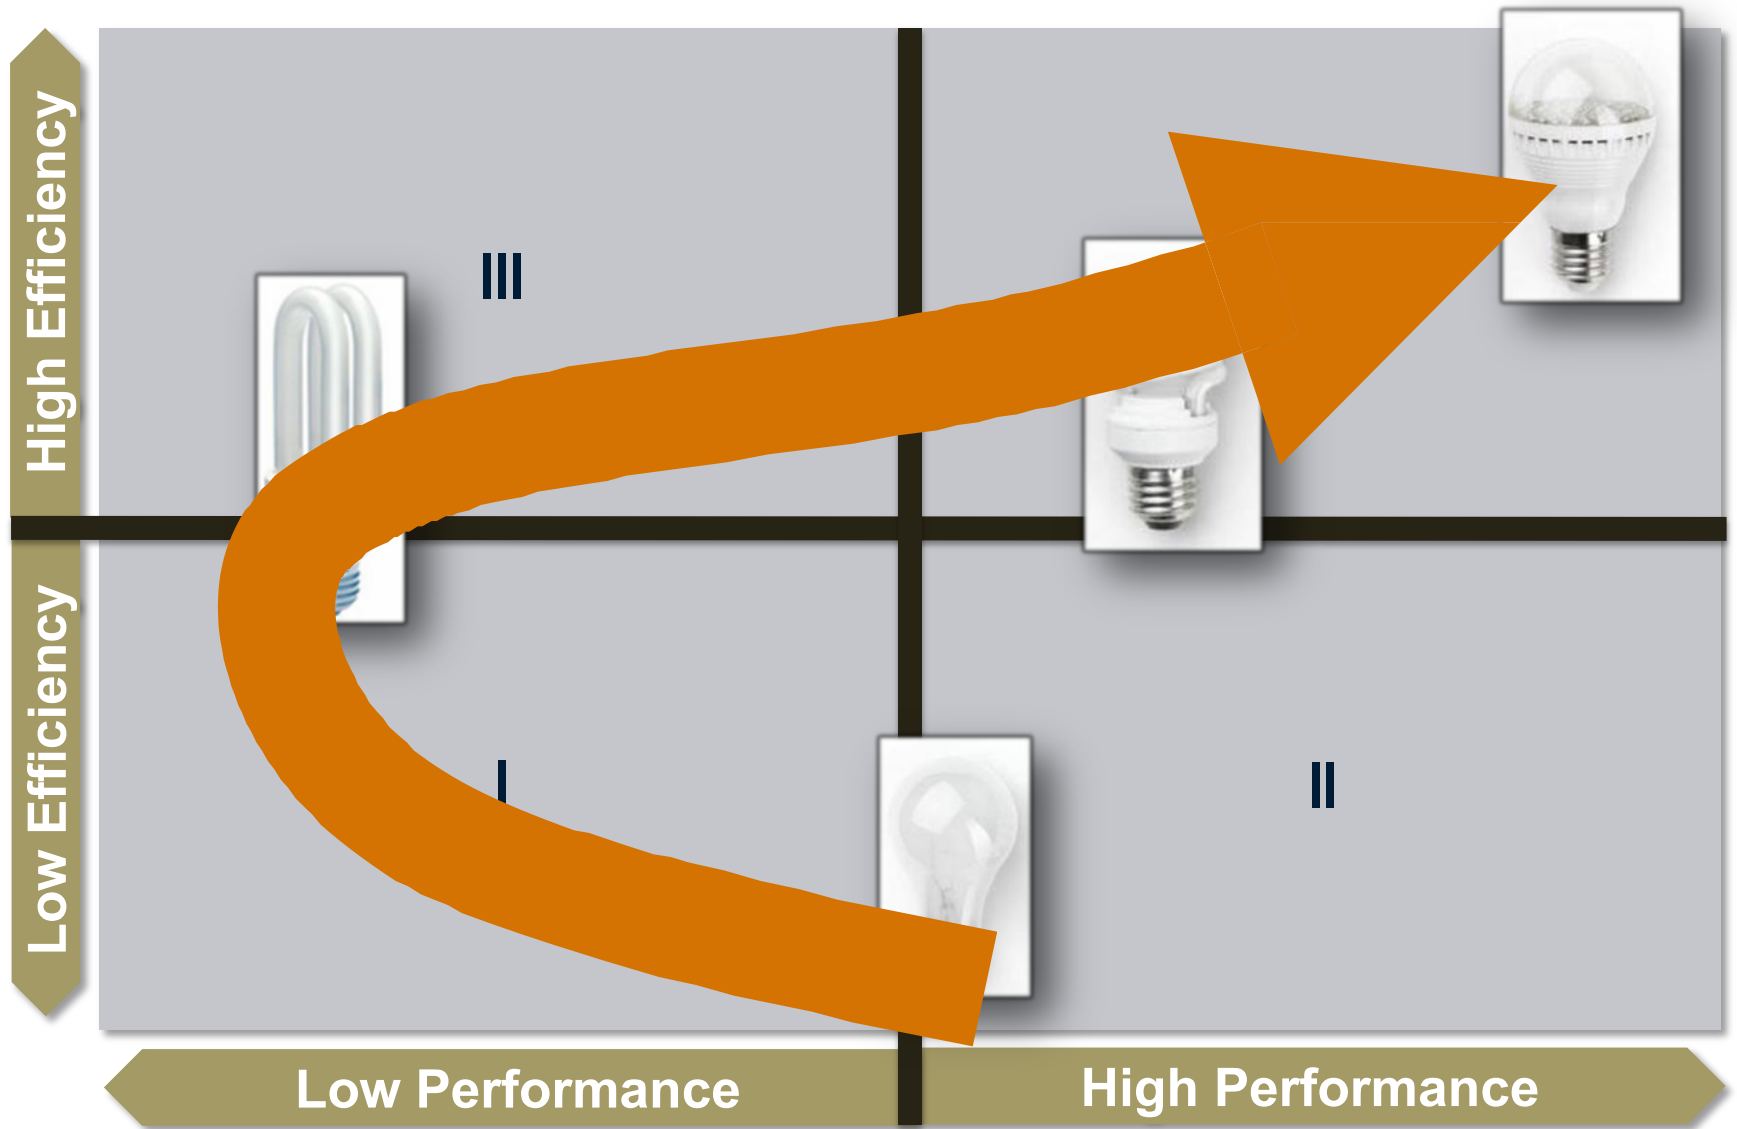 High Efficiency
III
Low Efficiency
I
II
Low Performance
High Performance